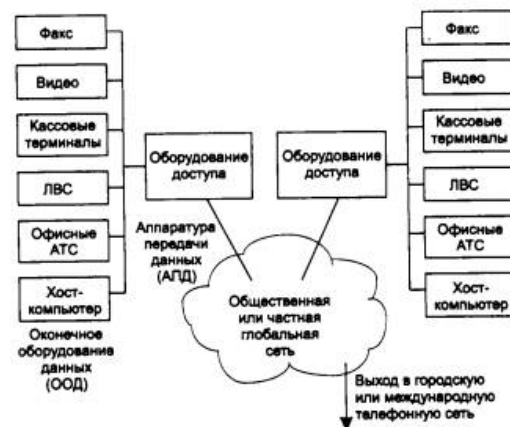 Факс
Видео
Кассовые
терминалы
ЛВС
Офисные
АТС
Хост-
компьютер
Оконечное
оборудование
данных
(ООД)
Оборудование
доступа
Аппаратура
передачи
данных
(АПД)
Оборудование
доступа
Общественная
или частная
глобальная
сеть
Выход в городскую
или международную
телефонную сеть
Факс
Видео
Кассовые
терминалы
ЛВС
Офисные
АТС
Хост-
компьютер